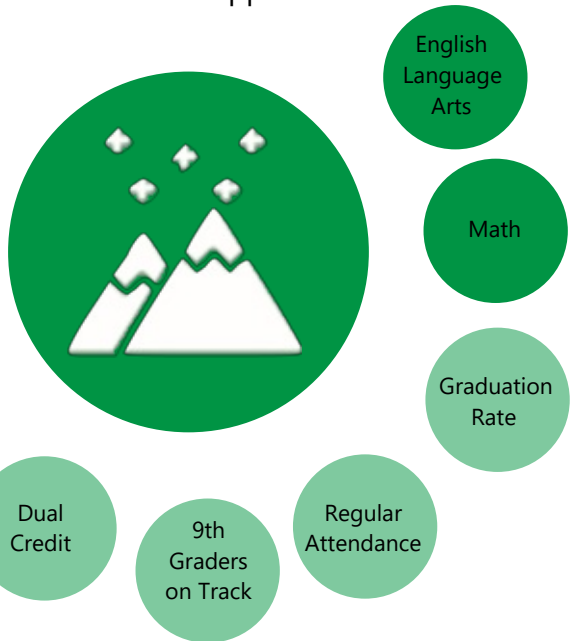 English
Language
Arts
Math
Graduation
Rate
Regular
Attendance
9th
Graders
on Track
Dual
Credit